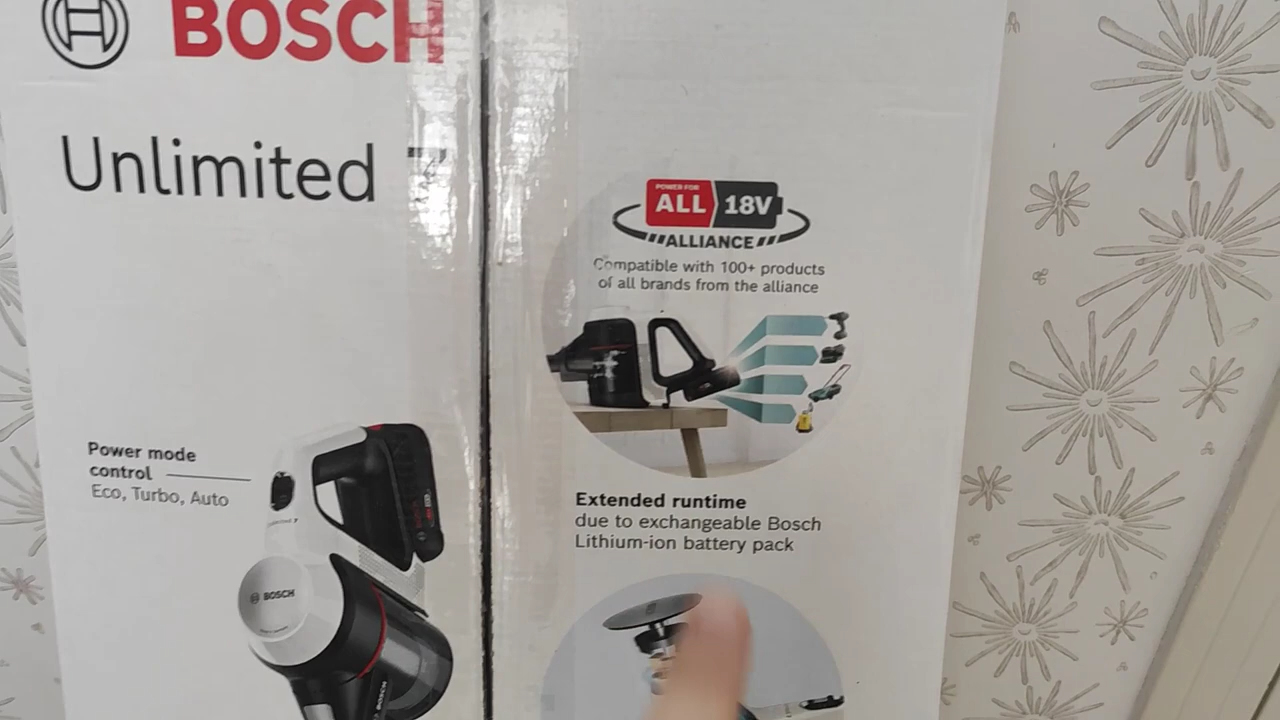 BOSCH
Unlimited 7
POWER FOR
ALL 18V
ALLIANCE
Compatible with 100+ products
of all brands from the alliance
Power mode
control
Eco, Turbo, Auto
Extended runtime
due to exchangeable Bosch
Lithium-ion battery pack
BOSCH
BOSCH